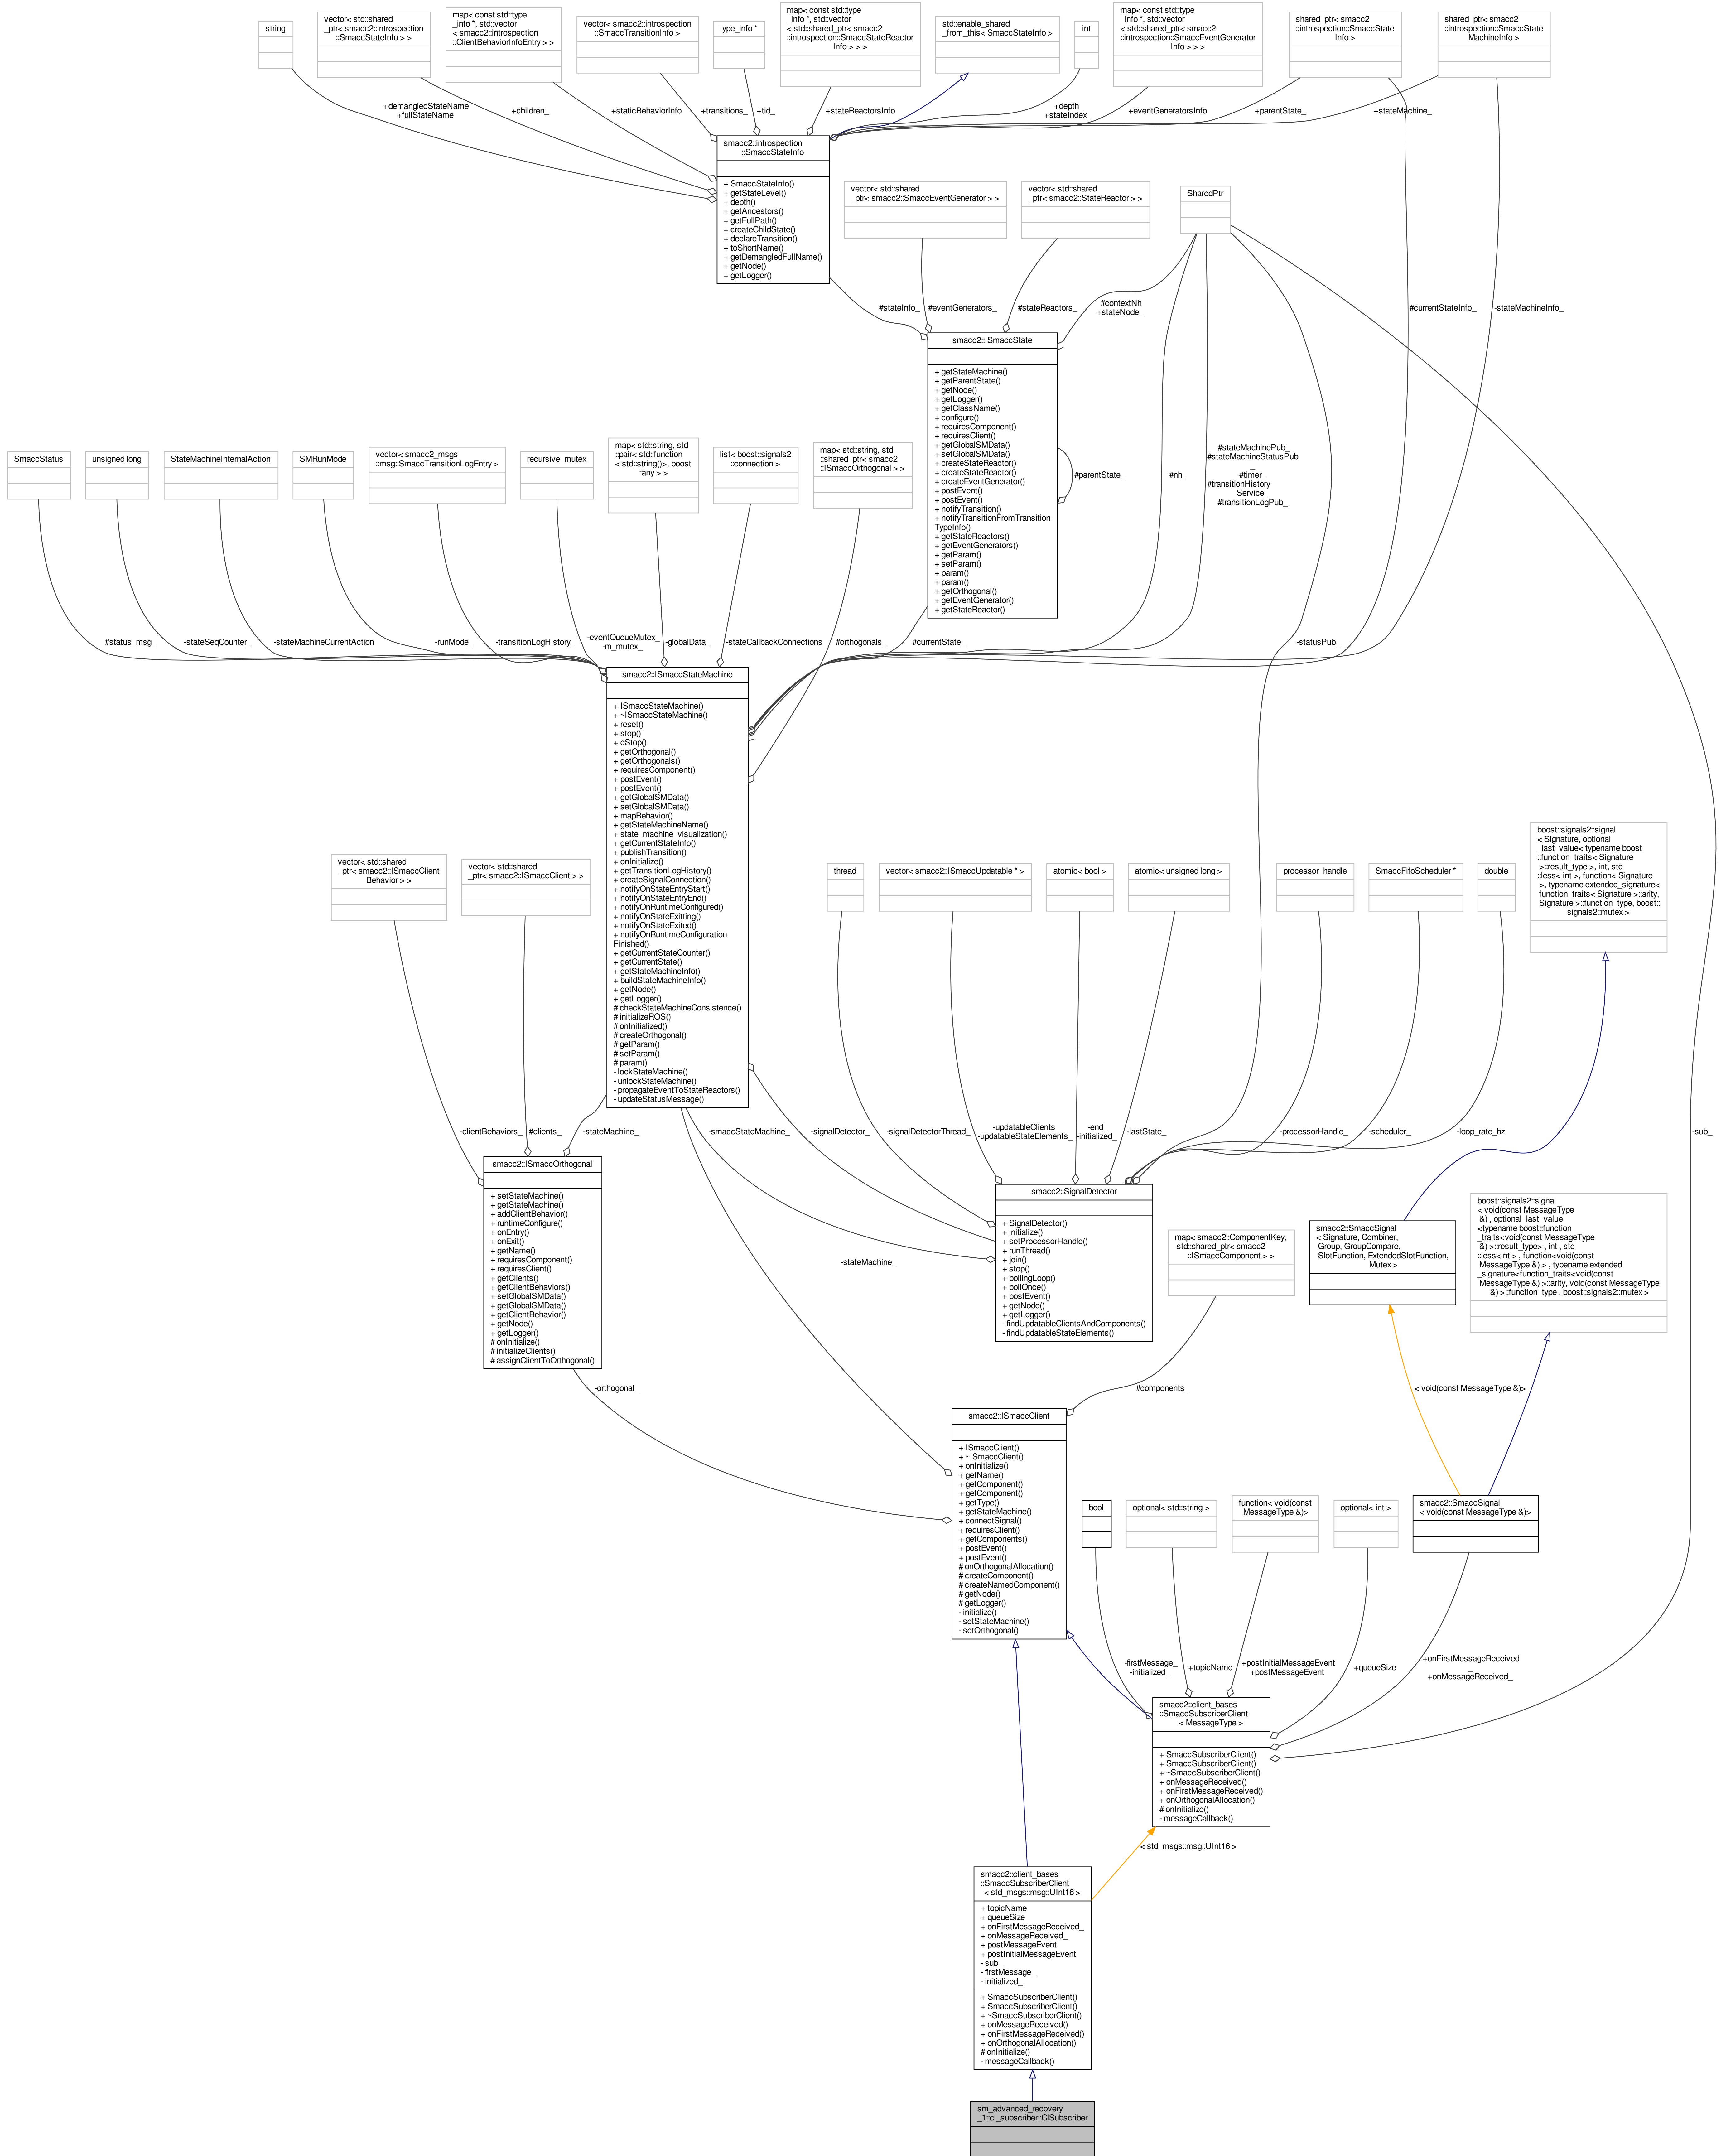 string
vector< std::shared
_ptr< smacc2::introspection
::SmaccStateInfo > >
map< const std::type
_info *, std::vector
< smacc2::introspection
::ClientBehaviorInfoEntry > >
vector< smacc2::introspection
::SmaccTransitionInfo >
type_info *
map< const std::type
_info *, std::vector
< std::shared_ptr< smacc2
::introspection::SmaccStateReactor
Info > > >
std::enable_shared
_from_this< SmaccStateInfo >
int
map< const std::type
_info *, std::vector
< std::shared_ptr< smacc2
::introspection::SmaccEventGenerator
Info > > >
shared_ptr< smacc2
::introspection::SmaccState
Info >
shared_ptr< smacc2
::introspection::SmaccState
MachineInfo >
+demangledStateName
+fullStateName
+children_
+staticBehaviorInfo
+transitions_
+tid_
+stateReactorsInfo
+depth_
+stateIndex_
+eventGeneratorsInfo
+parentState_
+stateMachine_
smacc2::introspection
::SmaccStateInfo
+ SmaccStateInfo()
+ getStateLevel()
+ depth()
+ getAncestors()
+ getFullPath()
+ createChildState()
+ declareTransition()
+ toShortName()
+ getDemangledFullName()
+ getNode()
+ getLogger()
vector< std::shared
_ptr< smacc2::SmaccEventGenerator > >
vector< std::shared
_ptr< smacc2::StateReactor > >
SharedPtr
#stateInfo_
#eventGenerators_
#stateReactors_
#contextNh
+stateNode_
#currentStateInfo_
-stateMachineInfo_
smacc2::ISmaccState
+ getStateMachine()
+ getParentState()
+ getNode()
+ getLogger()
+ getClassName()
+ configure()
+ requiresComponent()
+ requiresClient()
+ getGlobalSMData()
+ setGlobalSMData()
+ createStateReactor()
+ createStateReactor()
+ createEventGenerator()
+ postEvent()
+ postEvent()
+ notifyTransition()
+ notifyTransitionFromTransition
TypeInfo()
+ getStateReactors()
+ getEventGenerators()
+ getParam()
+ setParam()
+ param()
+ param()
+ getOrthogonal()
+ getEventGenerator()
+ getStateReactor()
#parentState_
#nh_
#stateMachinePub_
#stateMachineStatusPub
_
#timer_
#transitionHistory
Service_
#transitionLogPub_
SmaccStatus
unsigned long
StateMachineInternalAction
SMRunMode
vector< smacc2_msgs
::msg::SmaccTransitionLogEntry >
recursive_mutex
map< std::string, std
::pair< std::function
< std::string()>, boost
::any > >
list< boost::signals2
::connection >
map< std::string, std
::shared_ptr< smacc2
::ISmaccOrthogonal > >
#status_msg_
-stateSeqCounter_
-stateMachineCurrentAction
-runMode_
-transitionLogHistory_
-eventQueueMutex_
-m_mutex_
-globalData_
-stateCallbackConnections
#orthogonals_
#currentState_
-statusPub_
smacc2::ISmaccStateMachine
+ ISmaccStateMachine()
+ ~ISmaccStateMachine()
+ reset()
+ stop()
+ eStop()
+ getOrthogonal()
+ getOrthogonals()
+ requiresComponent()
+ postEvent()
+ postEvent()
+ getGlobalSMData()
+ setGlobalSMData()
+ mapBehavior()
+ getStateMachineName()
+ state_machine_visualization()
+ getCurrentStateInfo()
+ publishTransition()
+ onInitialize()
+ getTransitionLogHistory()
+ createSignalConnection()
+ notifyOnStateEntryStart()
+ notifyOnStateEntryEnd()
+ notifyOnRuntimeConfigured()
+ notifyOnStateExitting()
+ notifyOnStateExited()
+ notifyOnRuntimeConfiguration
Finished()
+ getCurrentStateCounter()
+ getCurrentState()
+ getStateMachineInfo()
+ buildStateMachineInfo()
+ getNode()
+ getLogger()
# checkStateMachineConsistence()
# initializeROS()
# onInitialized()
# createOrthogonal()
# getParam()
# setParam()
# param()
- lockStateMachine()
- unlockStateMachine()
- propagateEventToStateReactors()
- updateStatusMessage()
vector< std::shared
_ptr< smacc2::ISmaccClient
Behavior > >
vector< std::shared
_ptr< smacc2::ISmaccClient > >
thread
vector< smacc2::ISmaccUpdatable * >
atomic< bool >
atomic< unsigned long >
processor_handle
SmaccFifoScheduler *
double
boost::signals2::signal
< Signature, optional
_last_value< typename boost
::function_traits< Signature
>::result_type >, int, std
::less< int >, function< Signature
>, typename extended_signature<
function_traits< Signature >::arity,
Signature >::function_type, boost::
signals2::mutex >
-clientBehaviors_
#clients_
-stateMachine_
-smaccStateMachine_
-signalDetector_
-signalDetectorThread_
-updatableClients_
-updatableStateElements_
-end_
-initialized_
-lastState_
-processorHandle_
-scheduler_
-loop_rate_hz
-sub_
smacc2::ISmaccOrthogonal
+ setStateMachine()
+ getStateMachine()
+ addClientBehavior()
+ runtimeConfigure()
+ onEntry()
+ onExit()
+ getName()
+ requiresComponent()
+ requiresClient()
+ getClients()
+ getClientBehaviors()
+ setGlobalSMData()
+ getGlobalSMData()
+ getClientBehavior()
+ getNode()
+ getLogger()
# onInitialize()
# initializeClients()
# assignClientToOrthogonal()
smacc2::SignalDetector
+ SignalDetector()
+ initialize()
+ setProcessorHandle()
+ runThread()
+ join()
+ stop()
+ pollingLoop()
+ pollOnce()
+ postEvent()
+ getNode()
+ getLogger()
- findUpdatableClientsAndComponents()
- findUpdatableStateElements()
-stateMachine_
map< smacc2::ComponentKey,
std::shared_ptr< smacc2
::ISmaccComponent > >
smacc2::SmaccSignal
< Signature, Combiner,
Group, GroupCompare,
SlotFunction, ExtendedSlotFunction,
Mutex >
boost::signals2::signal
< void(const MessageType
&) , optional_last_value
<typename boost::function
_traits<void(const MessageType
&) >::result_type> , int , std
::less<int > , function<void(const
MessageType &) > , typename extended
_signature<function_traits<void(const
MessageType &) >::arity, void(const MessageType
&) >::function_type , boost::signals2::mutex >
-orthogonal_
#components_
< void(const MessageType &)>
smacc2::ISmaccClient
+ ISmaccClient()
+ ~ISmaccClient()
+ onInitialize()
+ getName()
+ getComponent()
+ getComponent()
+ getType()
+ getStateMachine()
+ connectSignal()
+ requiresClient()
+ getComponents()
+ postEvent()
+ postEvent()
# onOrthogonalAllocation()
# createComponent()
# createNamedComponent()
# getNode()
# getLogger()
- initialize()
- setStateMachine()
- setOrthogonal()
bool
optional< std::string >
function< void(const
MessageType &)>
optional< int >
smacc2::SmaccSignal
< void(const MessageType &)>
-firstMessage_
-initialized_
+topicName
+postInitialMessageEvent
+postMessageEvent
+queueSize
+onFirstMessageReceived
_
+onMessageReceived_
smacc2::client_bases
::SmaccSubscriberClient
< MessageType >
+ SmaccSubscriberClient()
+ SmaccSubscriberClient()
+ ~SmaccSubscriberClient()
+ onMessageReceived()
+ onFirstMessageReceived()
+ onOrthogonalAllocation()
# onInitialize()
- messageCallback()
< std_msgs::msg::UInt16 >
smacc2::client_bases
::SmaccSubscriberClient
< std_msgs::msg::UInt16 >
+ topicName
+ queueSize
+ onFirstMessageReceived_
+ onMessageReceived_
+ postMessageEvent
+ postInitialMessageEvent
- sub_
- firstMessage_
- initialized_
+ SmaccSubscriberClient()
+ SmaccSubscriberClient()
+ ~SmaccSubscriberClient()
+ onMessageReceived()
+ onFirstMessageReceived()
+ onOrthogonalAllocation()
# onInitialize()
- messageCallback()
sm_advanced_recovery
_1::cl_subscriber::ClSubscriber